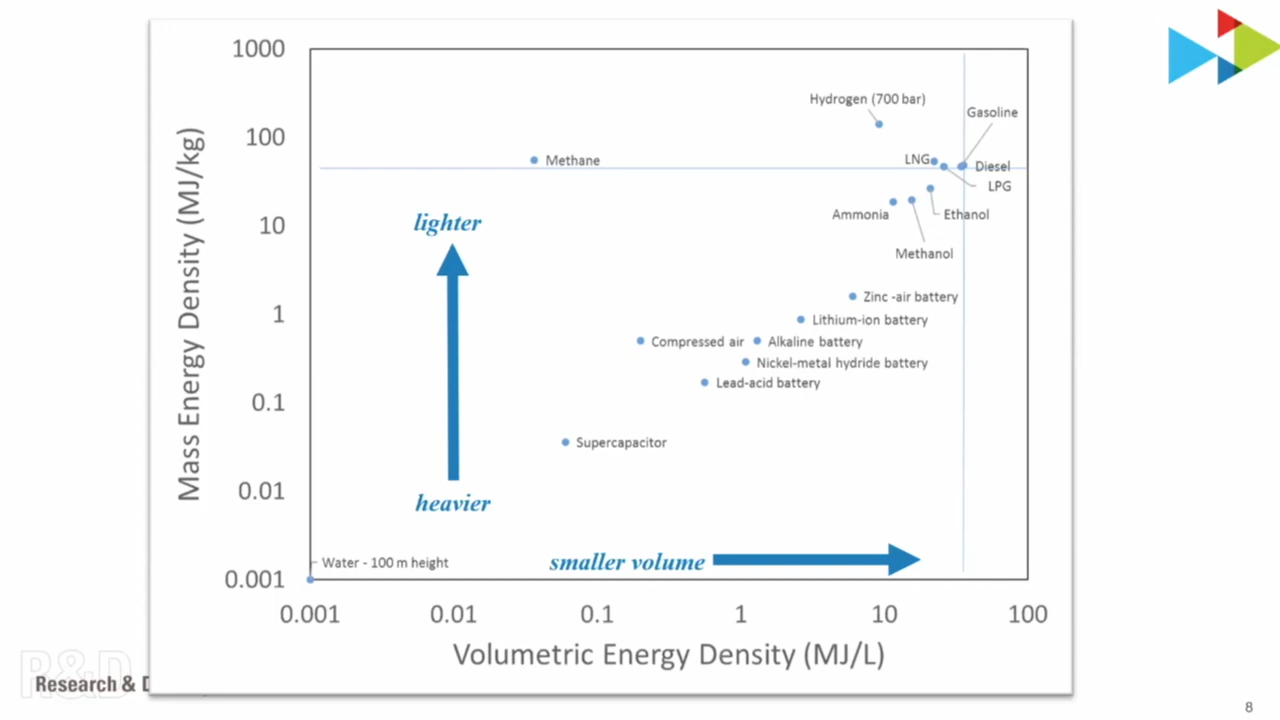 1000
100
10
1
0.1
0.01
0.001
Mass Energy Density (MJ/kg)
Hydrogen (700 bar)
Gasoline
Methane
LNG
Diesel
LPG
Ammonia
Ethanol
Methanol
lighter
Zinc -air battery
Lithium-ion battery
Compressed air
Alkaline battery
Nickel-metal hydride battery
Lead-acid battery
Supercapacitor
heavier
Water - 100 m height
smaller volume
0.001
0.01
0.1
1
10
100
Volumetric Energy Density (MJ/L)
R&D
Research &
8